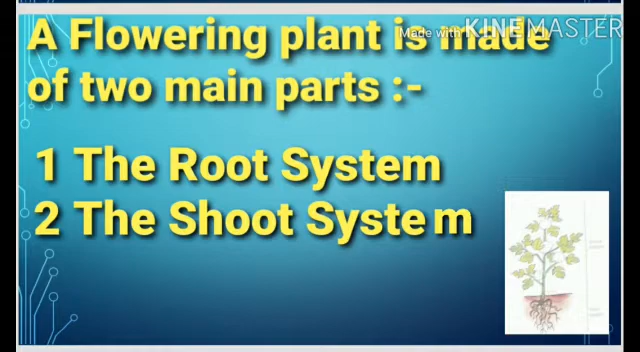 A Flowering plant is made
Made with KINEMASTER
of two main parts :-
1 The Root System
2 The Shoot System